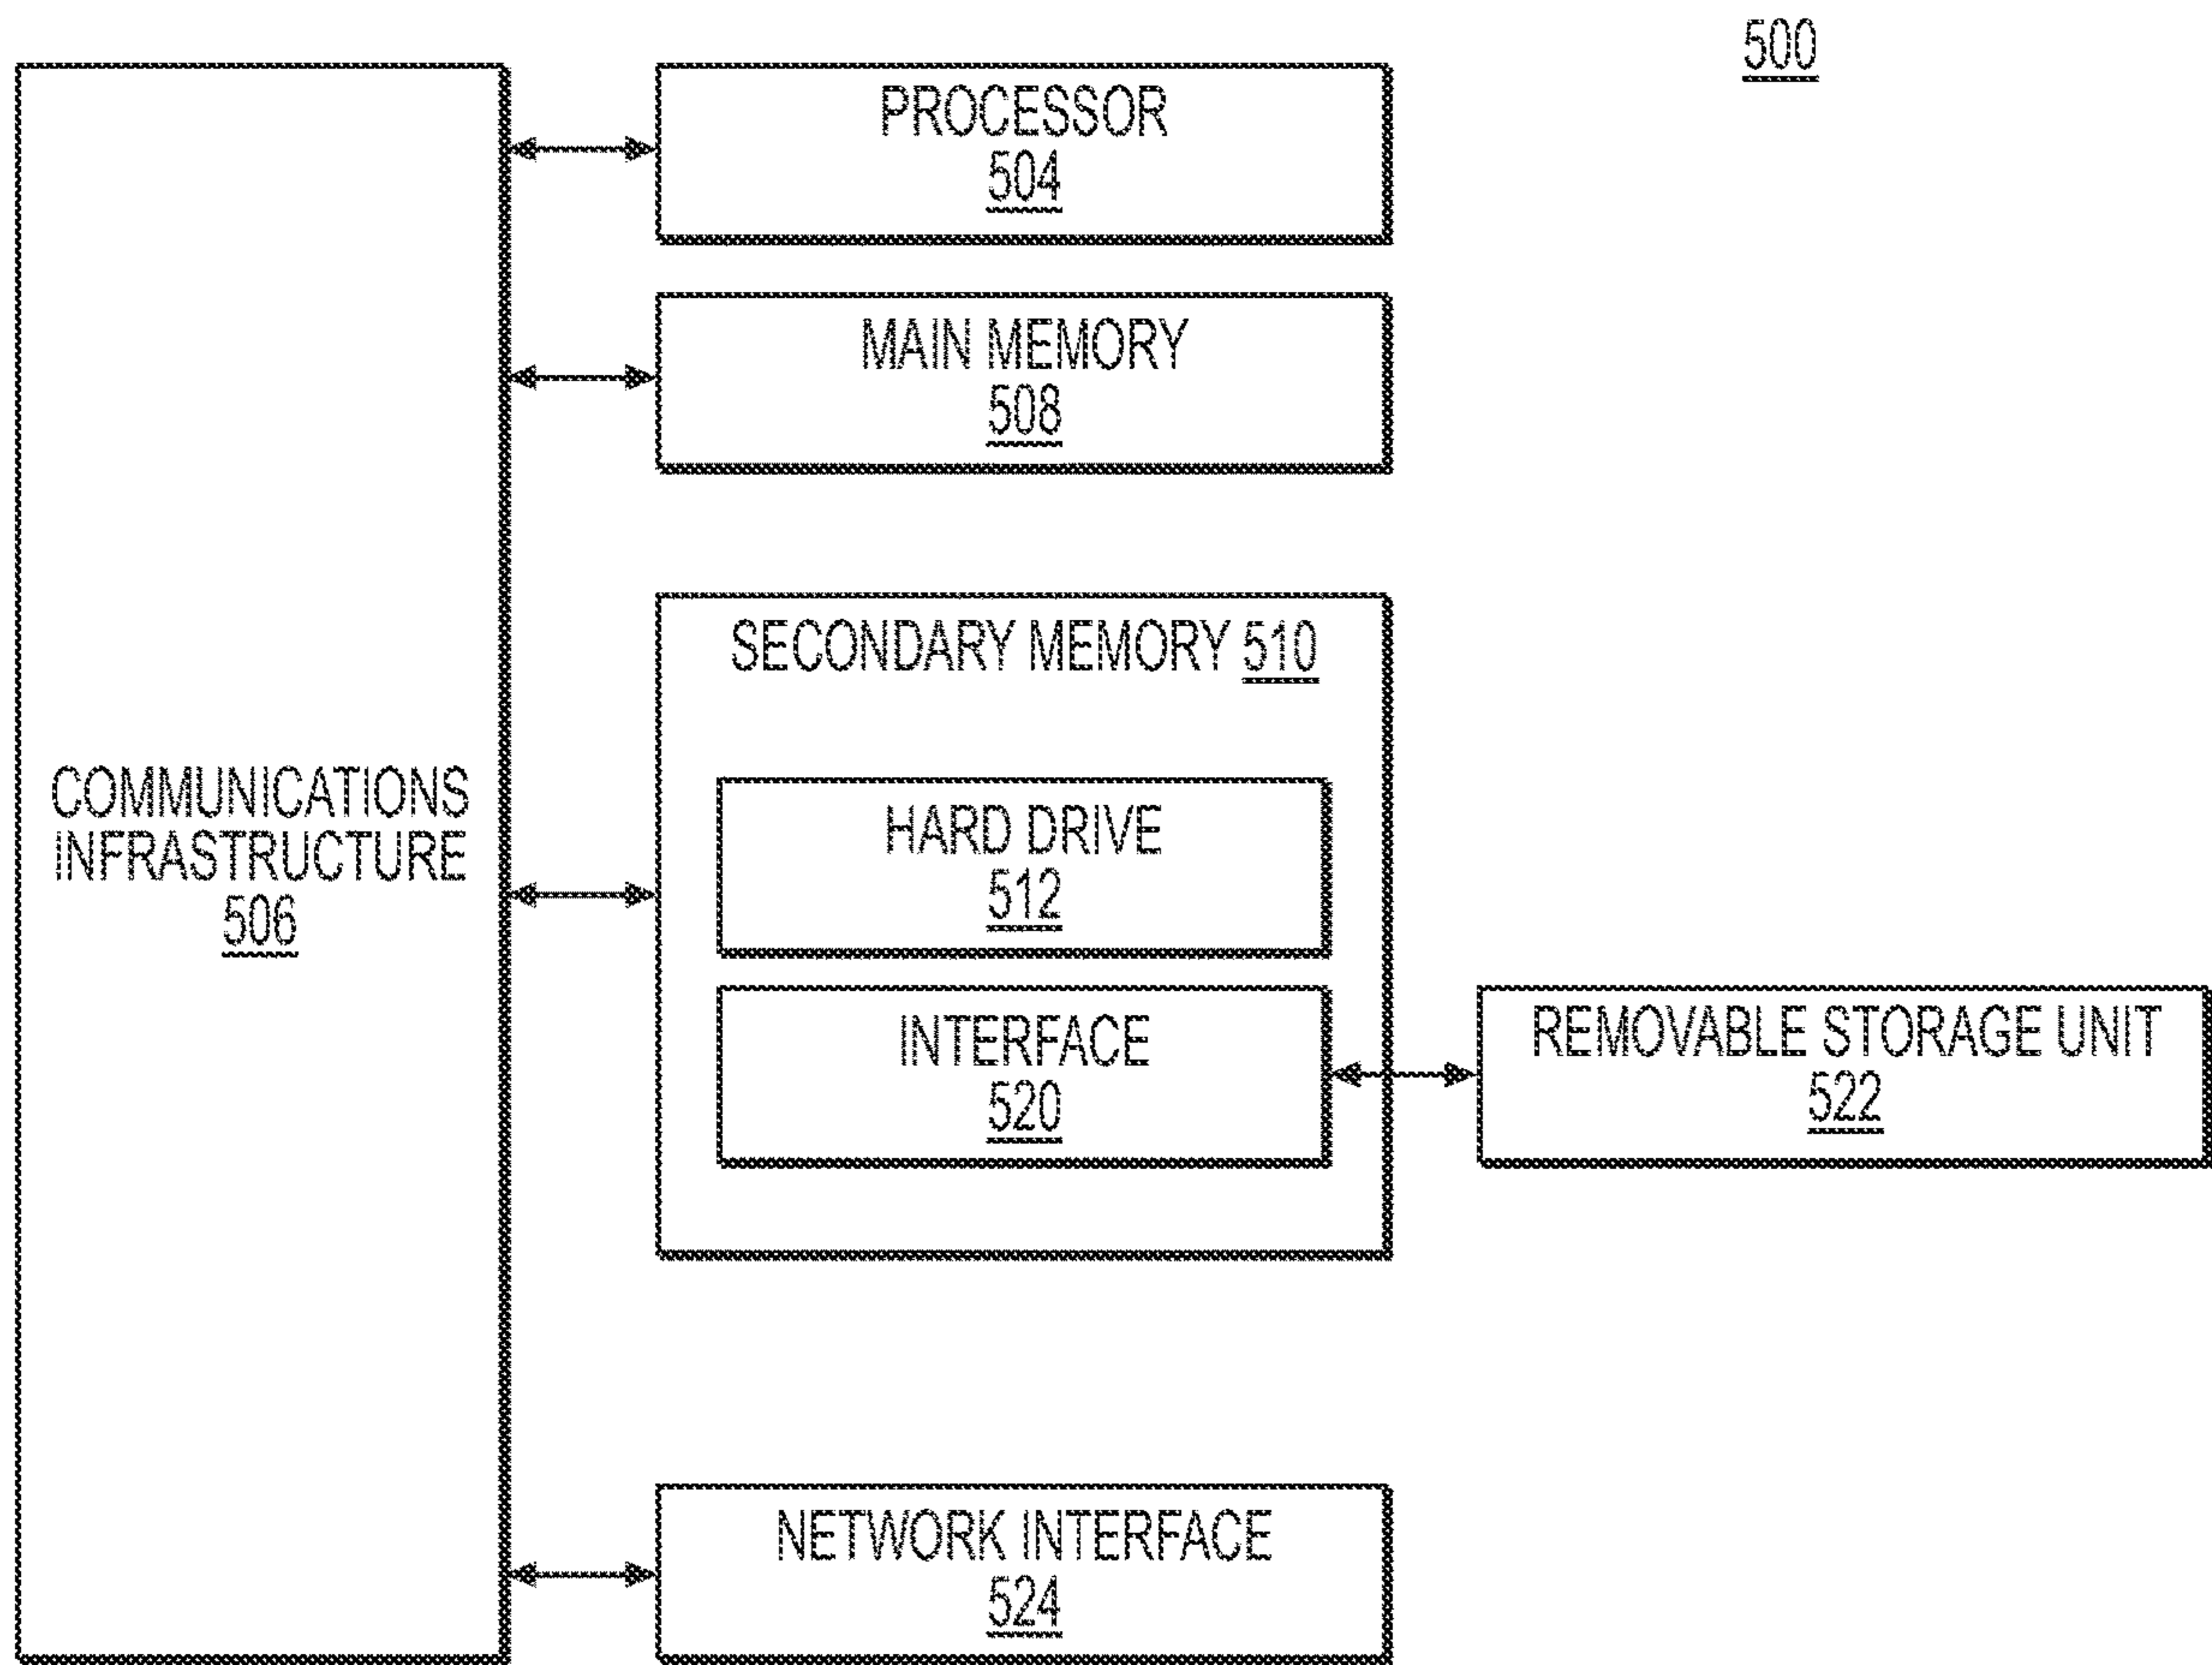 500
PROCESSOR
504
MAIN MEMORY
508
SECONDARY MEMORY 510
COMMUNICATIONS
INFRASTRUCTURE
506
HARD DRIVE
512
INTERFACE
520
REMOVABLE STORAGE UNIT
522
NETWORK INTERFACE
524